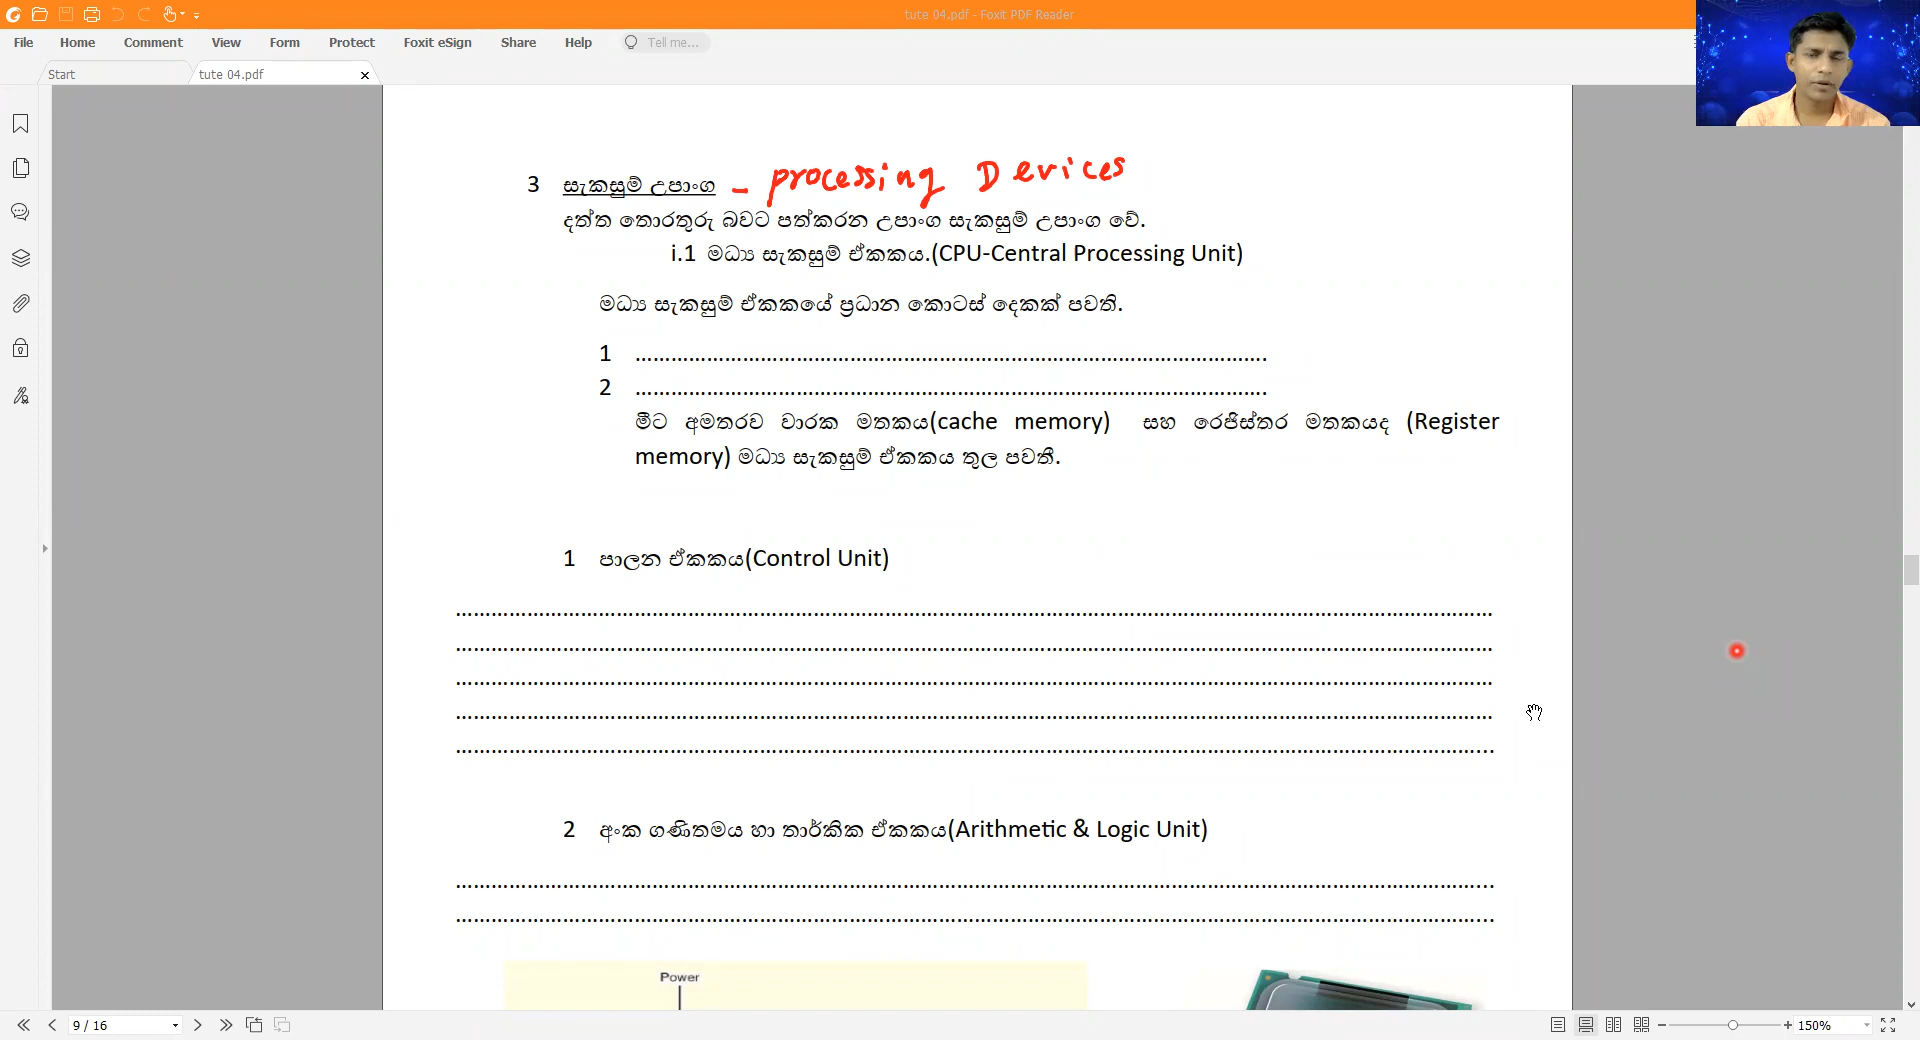 tute 04.pdf - Foxit PDF Reader
File Home Comment View Form Protect Foxit eSign Share Help Tell me...
Start tute 04.pdf
3 සැකසුම් උපාංග - processing Devices
දත්ත තොරතුරු බවට පත්කරන උපාංග සැකසුම් උපාංග වේ.
i.1 මධ්‍ය සැකසුම් ඒකකය.(CPU-Central Processing Unit)
මධ්‍ය සැකසුම් ඒකකයේ ප්‍රධාන කොටස් දෙකක් පවති.
1 ..........................................................................................
2 ..........................................................................................
මීට අමතරව වාරක මතකය(cache memory) සහ රෙජිස්තර මතකයද (Register
memory) මධ්‍ය සැකසුම් ඒකකය තුල පවතී.
1 පාලන ඒකකය(Control Unit)
2 අංක ගණිතමය හා තාර්කික ඒකකය(Arithmetic & Logic Unit)
Power
9 / 16 150%